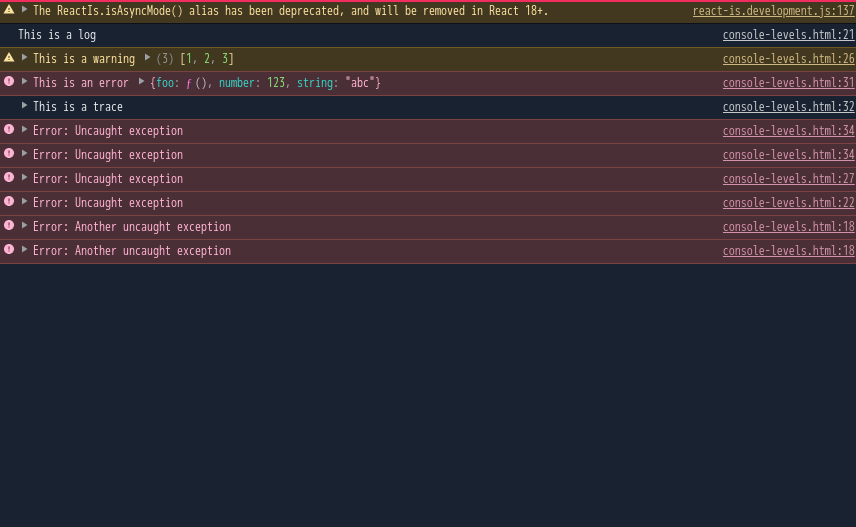 The ReactIs.isAsyncMode() alias has been deprecated, and will be removed in React 18+. react-is.development.js:137
This is a log console-levels.html:21
This is a warning (3) [1, 2, 3] console-levels.html:26
This is an error {foo: ƒ (), number: 123, string: "abc"} console-levels.html:31
This is a trace console-levels.html:32
Error: Uncaught exception console-levels.html:34
Error: Uncaught exception console-levels.html:34
Error: Uncaught exception console-levels.html:27
Error: Uncaught exception console-levels.html:22
Error: Another uncaught exception console-levels.html:18
Error: Another uncaught exception console-levels.html:18